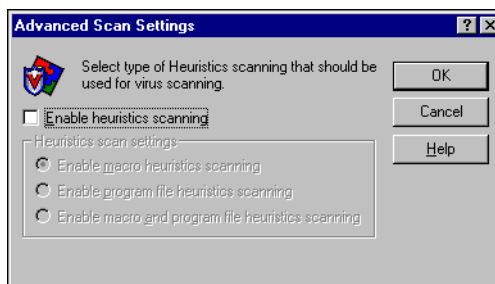 Advanced Scan Settings
Select type of Heuristics scanning that should be
used for virus scanning.
OK
Enable heuristics scanning
Cancel
Heuristics scan settings
Help
Enable macro heuristics scanning
Enable program file heuristics scanning
Enable macro and program file heuristics scanning